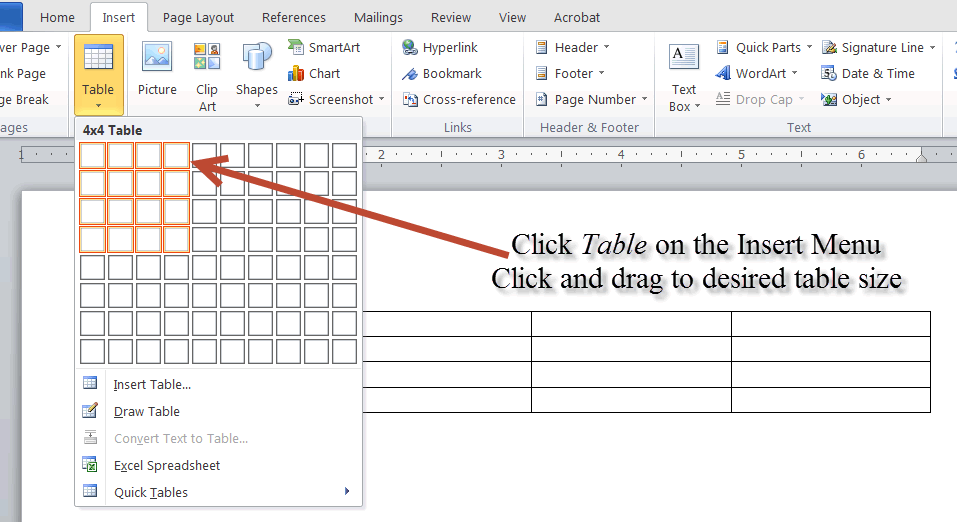 Home Insert Page Layout References Mailings Review View Acrobat
ver Page
nk Page
ge Break
ages
Table
Picture
Clip
Art
Shapes
SmartArt
Chart
Screenshot
Hyperlink
Bookmark
Cross-reference
Links
Header
Footer
Page Number
Header & Footer
Text
Box
Quick Parts
WordArt
Drop Cap
Signature Line
Date & Time
Object
Text
4x4 Table
1 2 3 4 5 6
Click Table on the Insert Menu
Click and drag to desired table size
Insert Table...
Draw Table
Convert Text to Table...
Excel Spreadsheet
Quick Tables